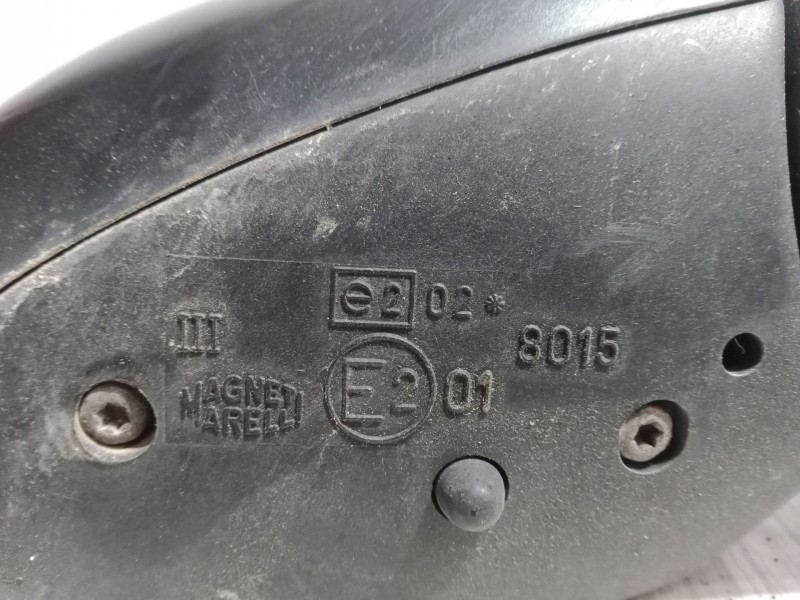 e2 02*
III
8015
MAGNETI
MARELLI
E2 01